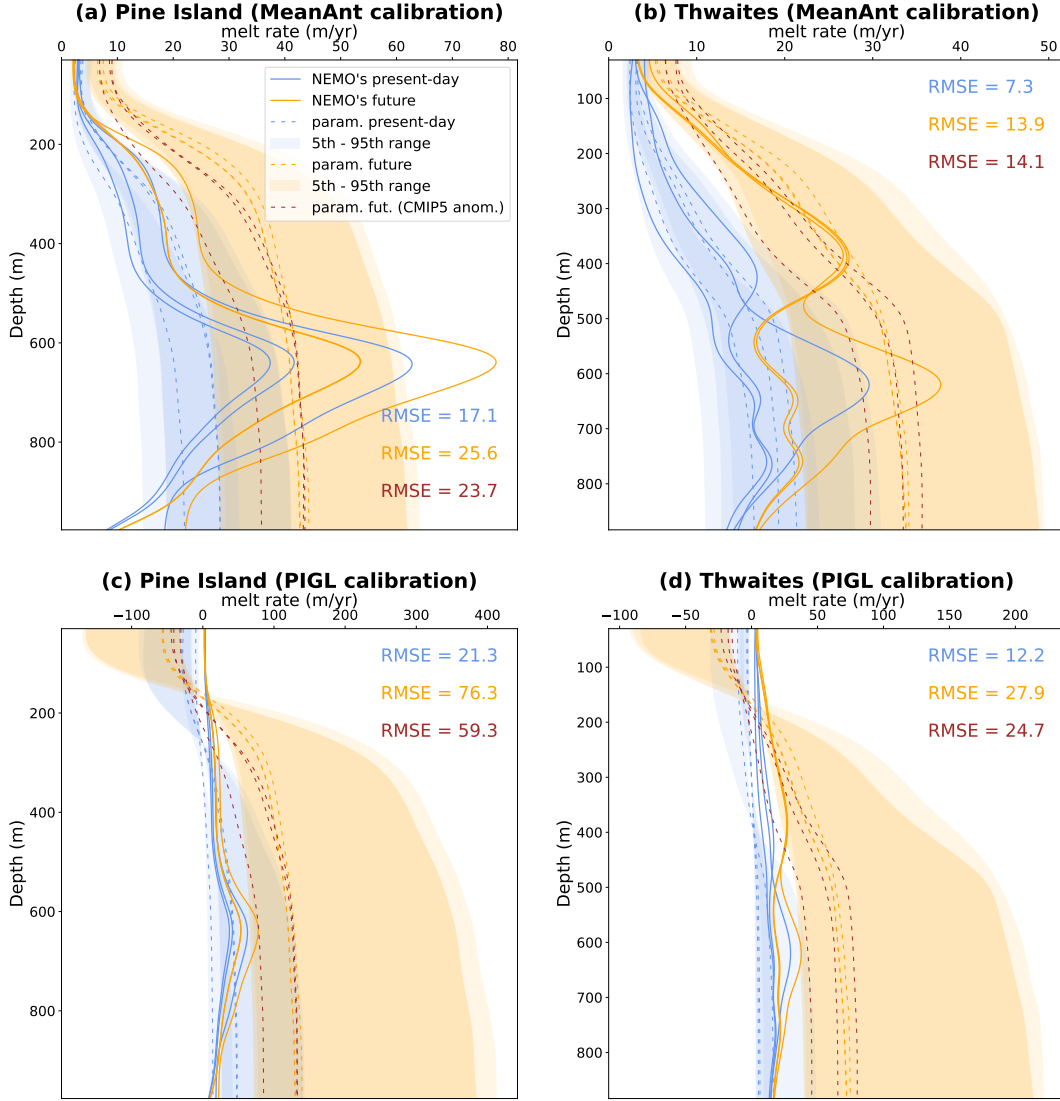 (a) Pine Island (MeanAnt calibration)
melt rate (m/yr)
0 10 20 30 40 50 60 70 80
Depth (m)
200
400
600
800
NEMO's present-day
NEMO's future
param. present-day
5th - 95th range
param. future
5th - 95th range
param. fut. (CMIP5 anom.)
RMSE = 17.1
RMSE = 25.6
RMSE = 23.7
(b) Thwaites (MeanAnt calibration)
melt rate (m/yr)
0 10 20 30 40 50
Depth (m)
100
200
300
400
500
600
700
800
RMSE = 7.3
RMSE = 13.9
RMSE = 14.1
(c) Pine Island (PIGL calibration)
melt rate (m/yr)
−100 0 100 200 300 400
Depth (m)
200
400
600
800
RMSE = 21.3
RMSE = 76.3
RMSE = 59.3
(d) Thwaites (PIGL calibration)
melt rate (m/yr)
−100 −50 0 50 100 150 200
Depth (m)
100
200
300
400
500
600
700
800
RMSE = 12.2
RMSE = 27.9
RMSE = 24.7